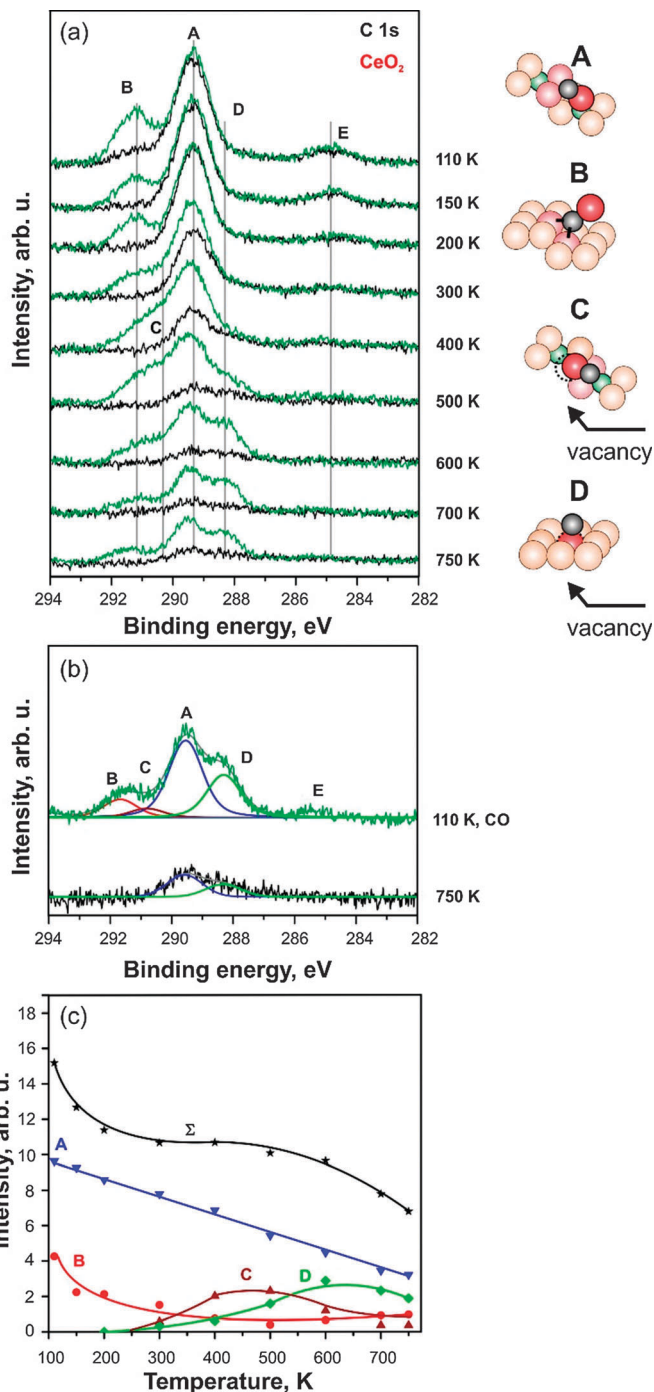 (a)
C 1s
CeO2
A
B
D
E
C
110 K
150 K
200 K
300 K
400 K
500 K
600 K
700 K
750 K
Intensity, arb. u.
294 292 290 288 286 284 282
Binding energy, eV
A
B
C
vacancy
D
vacancy
(b)
A
B
C
D
E
110 K, CO
750 K
Intensity, arb. u.
294 292 290 288 286 284 282
Binding energy, eV
(c)
18
16
14
12
10
8
6
4
2
0
Σ
A
B
C
D
Intensity, arb. u.
100 200 300 400 500 600 700
Temperature, K